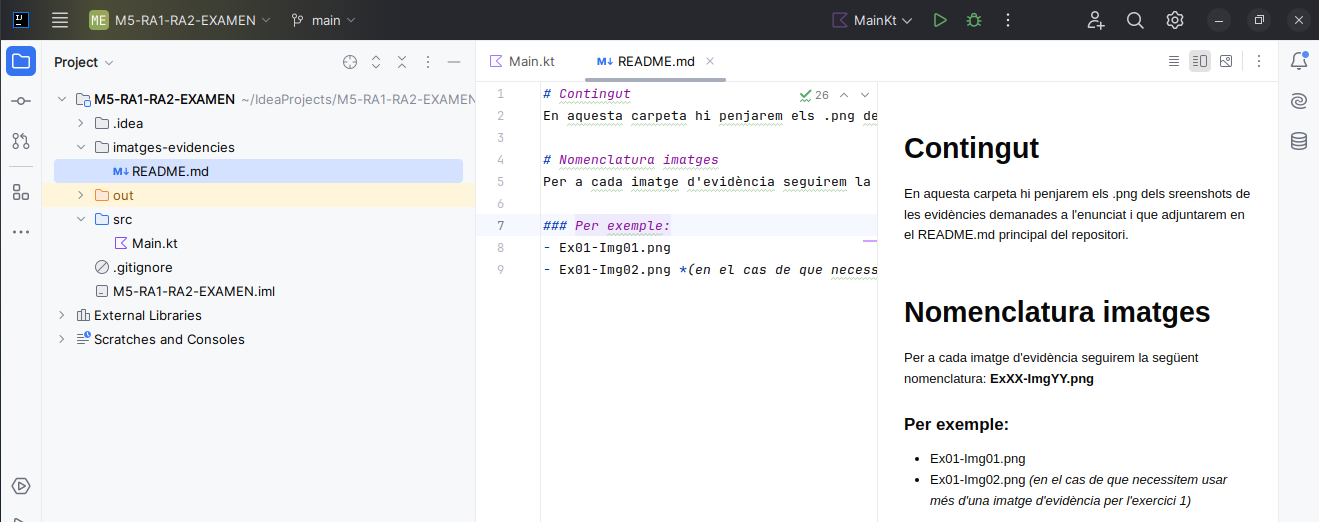 ME M5-RA1-RA2-EXAMEN main MainKt
Project
M5-RA1-RA2-EXAMEN ~/IdeaProjects/M5-RA1-RA2-EXAMEN
.idea
imatges-evidencies
M↓ README.md
out
src
Main.kt
.gitignore
M5-RA1-RA2-EXAMEN.iml
External Libraries
Scratches and Consoles
Main.kt M↓ README.md
26
1 # Contingut
2 En aquesta carpeta hi penjarem els .png de
3
4 # Nomenclatura imatges
5 Per a cada imatge d'evidència seguirem la
6
7 ### Per exemple:
8 - Ex01-Img01.png
9 - Ex01-Img02.png *(en el cas de que necess
Contingut
En aquesta carpeta hi penjarem els .png dels sreenshots de
les evidències demanades a l'enunciat i que adjuntarem en
el README.md principal del repositori.
Nomenclatura imatges
Per a cada imatge d'evidència seguirem la següent
nomenclatura: ExXX-ImgYY.png
Per exemple:
• Ex01-Img01.png
• Ex01-Img02.png (en el cas de que necessitem usar
més d'una imatge d'evidència per l'exercici 1)